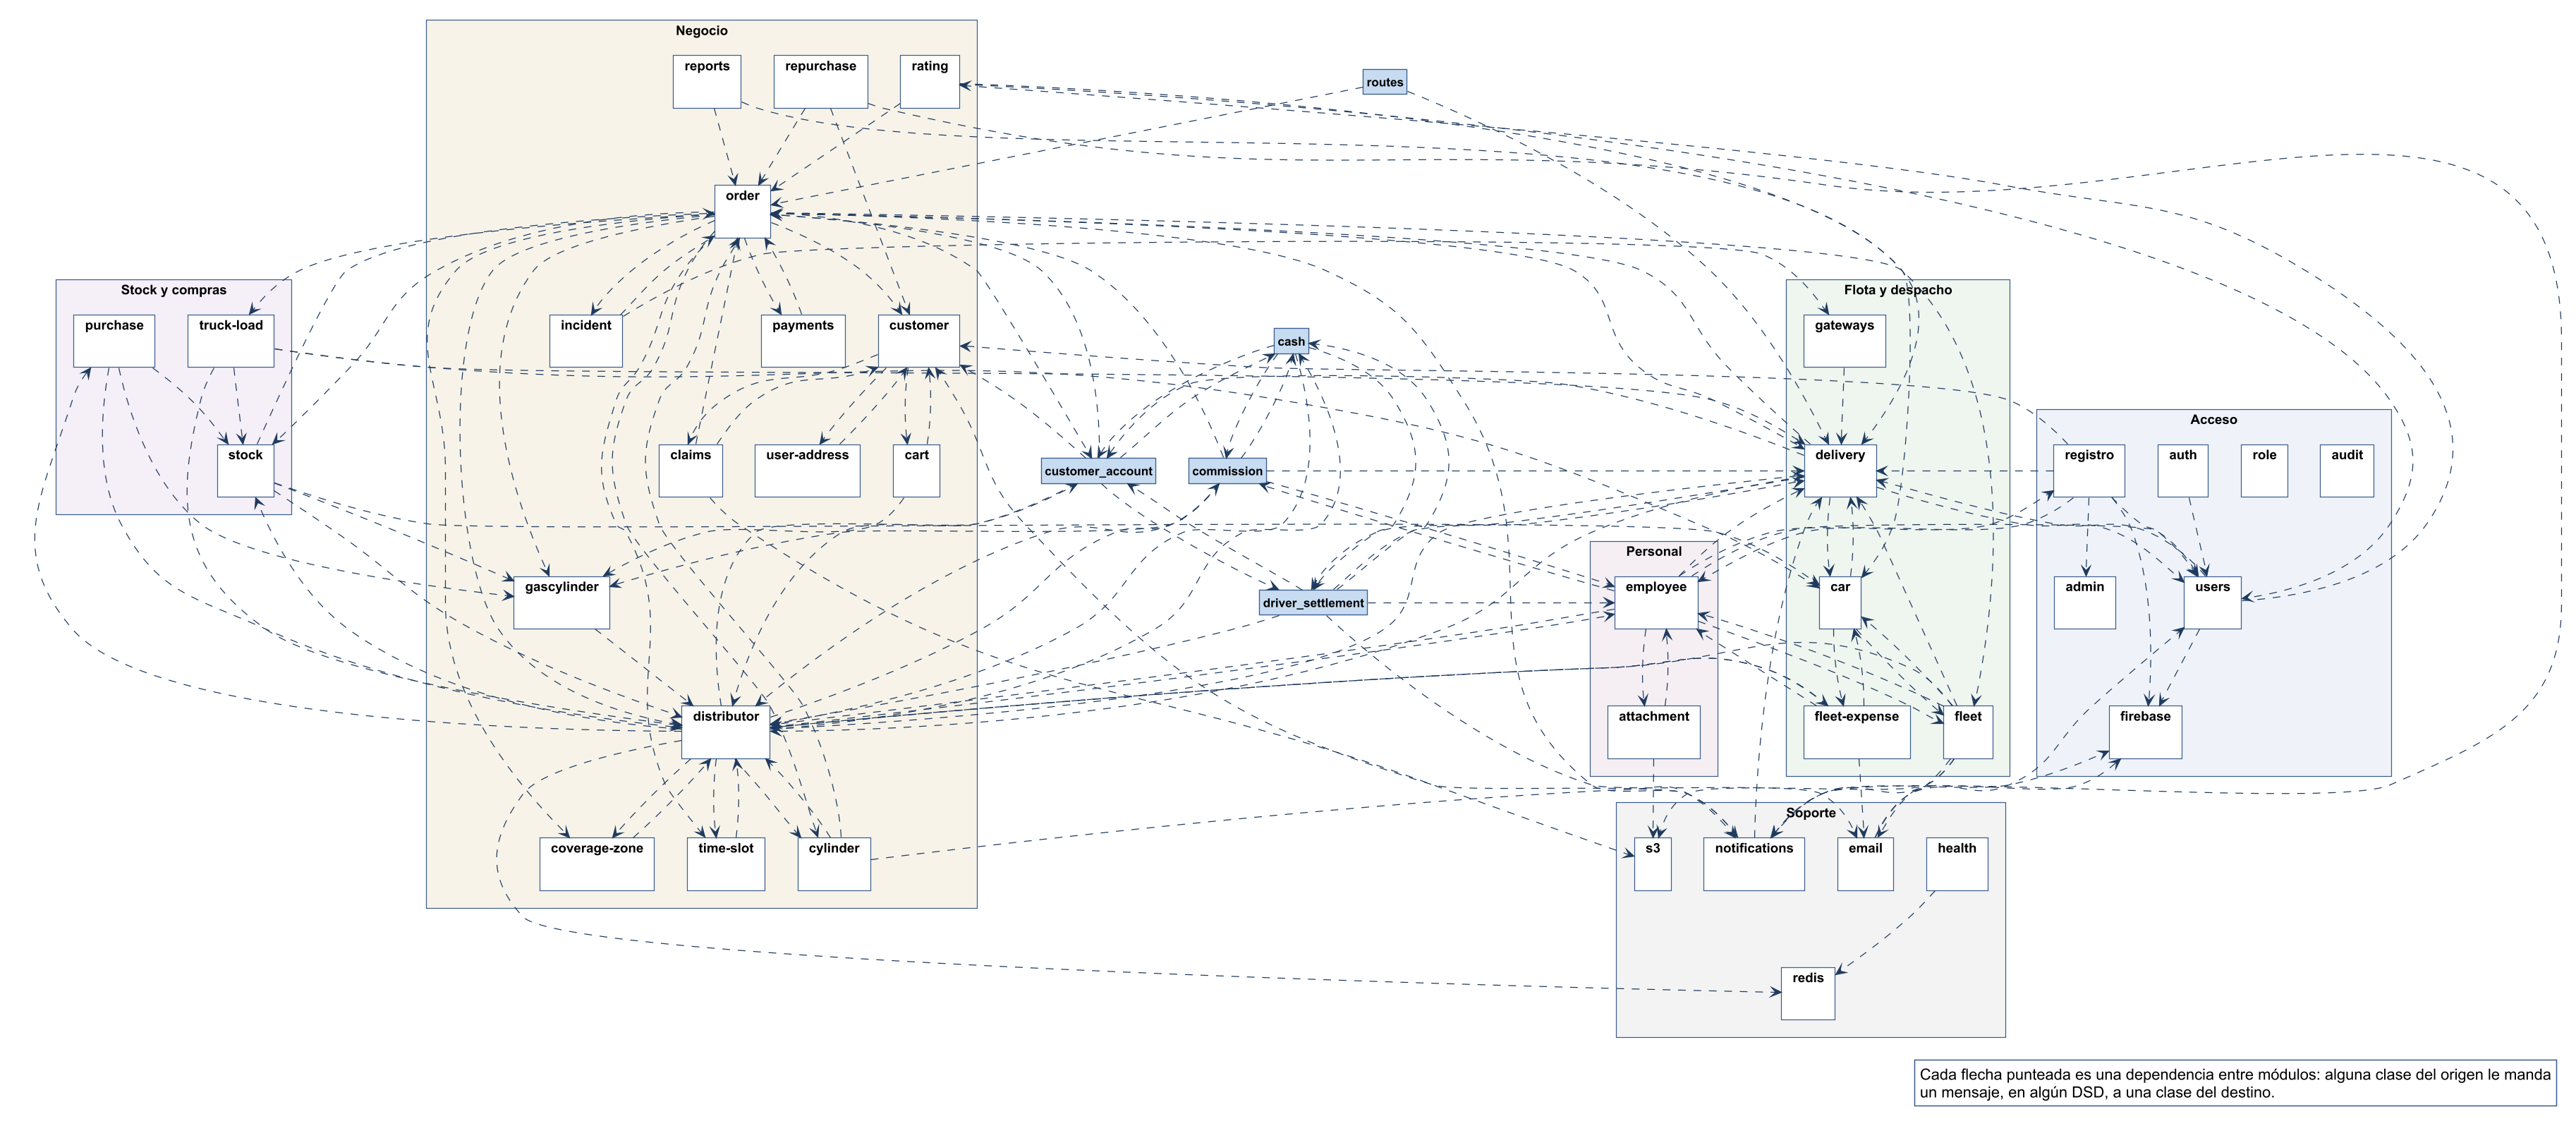 Negocio
reports
repurchase
rating
routes
order
Stock y compras
purchase
truck-load
stock
incident
payments
customer
claims
user-address
cart
cash
customer_account
commission
driver_settlement
Flota y despacho
gateways
delivery
car
fleet-expense
fleet
Acceso
registro
auth
role
audit
admin
users
firebase
Personal
employee
attachment
gascylinder
distributor
coverage-zone
time-slot
cylinder
Soporte
s3
notifications
email
health
redis
Cada flecha punteada es una dependencia entre módulos: alguna clase del origen le manda
un mensaje, en algún DSD, a una clase del destino.